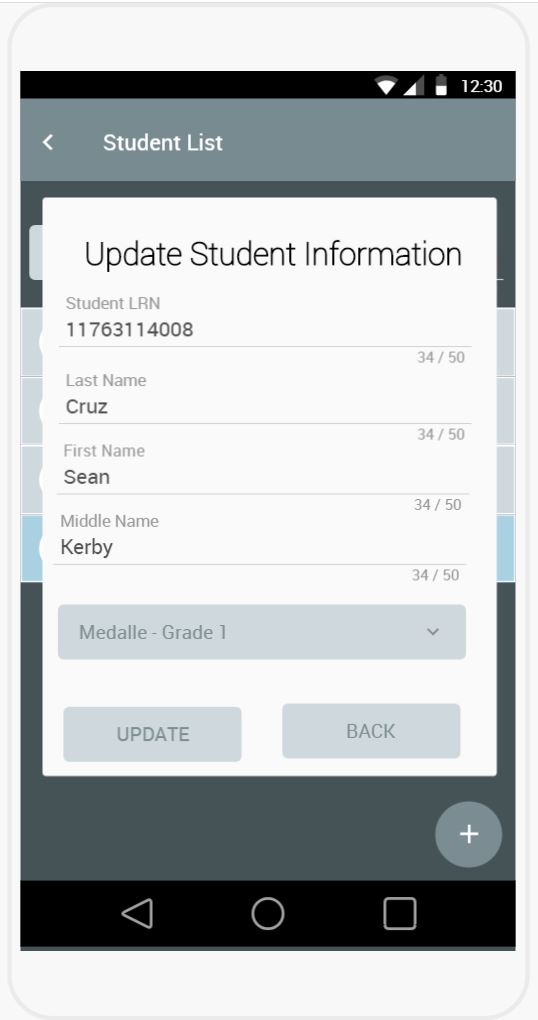 12:30
Student List
Update Student Information
Student LRN
11763114008
34 / 50
Last Name
Cruz
34 / 50
First Name
Sean
34 / 50
Middle Name
Kerby
34 / 50
Medalle - Grade 1
UPDATE
BACK
+